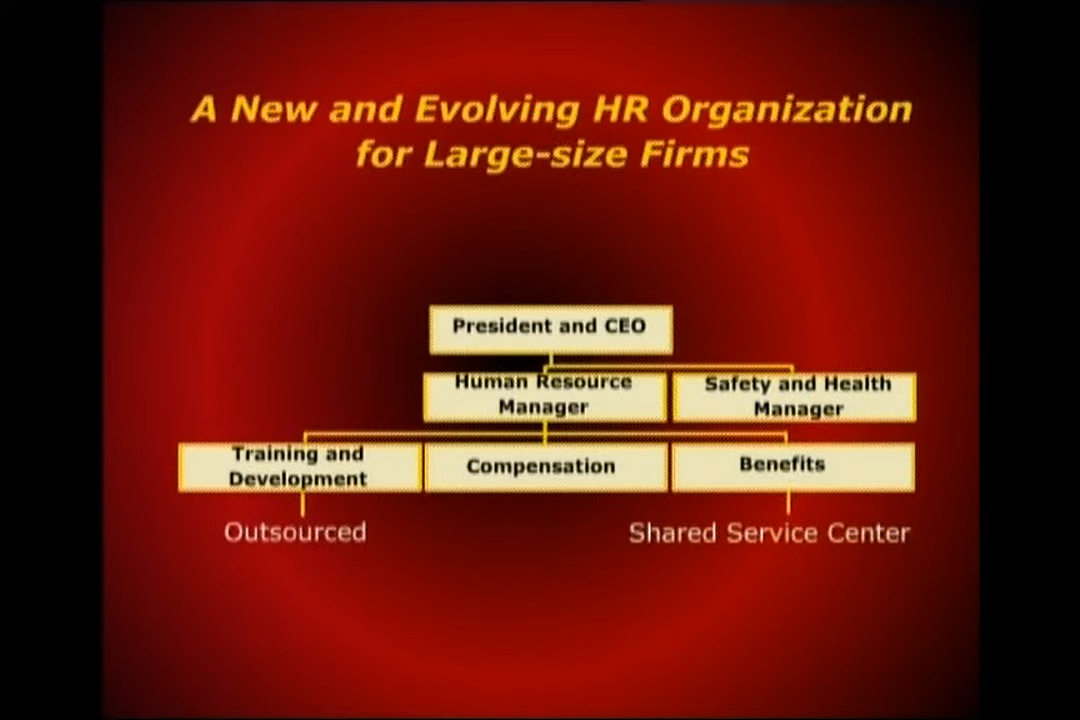 A New and Evolving HR Organization
for Large-size Firms
President and CEO
Human Resource
Manager
Safety and Health
Manager
Training and
Development
Compensation
Benefits
Outsourced
Shared Service Center